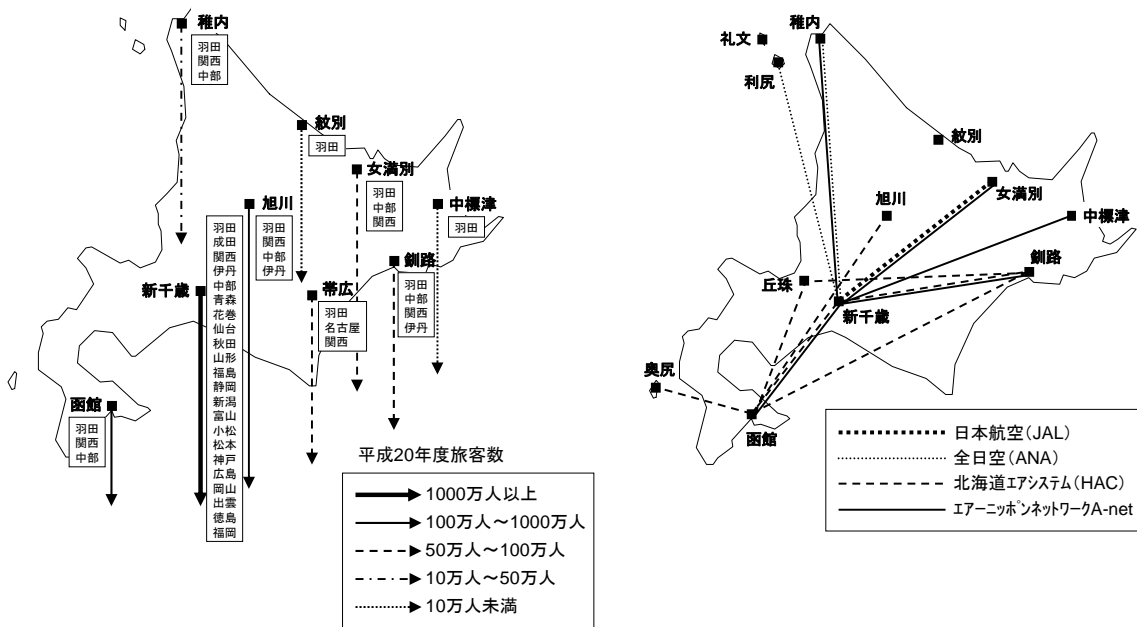 稚内
羽田
関西
中部
紋別
羽田
女満別
羽田
中部
関西
旭川
羽田
関西
中部
伊丹
中標津
羽田
新千歳
羽田
成田
関西
伊丹
中部
青森
花巻
仙台
秋田
山形
福島
静岡
新潟
富山
小松
松本
神戸
広島
岡山
出雲
徳島
福岡
帯広
羽田
名古屋
関西
釧路
羽田
中部
関西
伊丹
函館
羽田
関西
中部
平成20年度旅客数
1000万人以上
100万人～1000万人
50万人～100万人
10万人～50万人
10万人未満
礼文
稚内
利尻
紋別
女満別
旭川
中標津
釧路
丘珠
新千歳
奥尻
函館
日本航空(JAL)
全日空(ANA)
北海道エアシステム(HAC)
エアーニッポンネットワークA-net